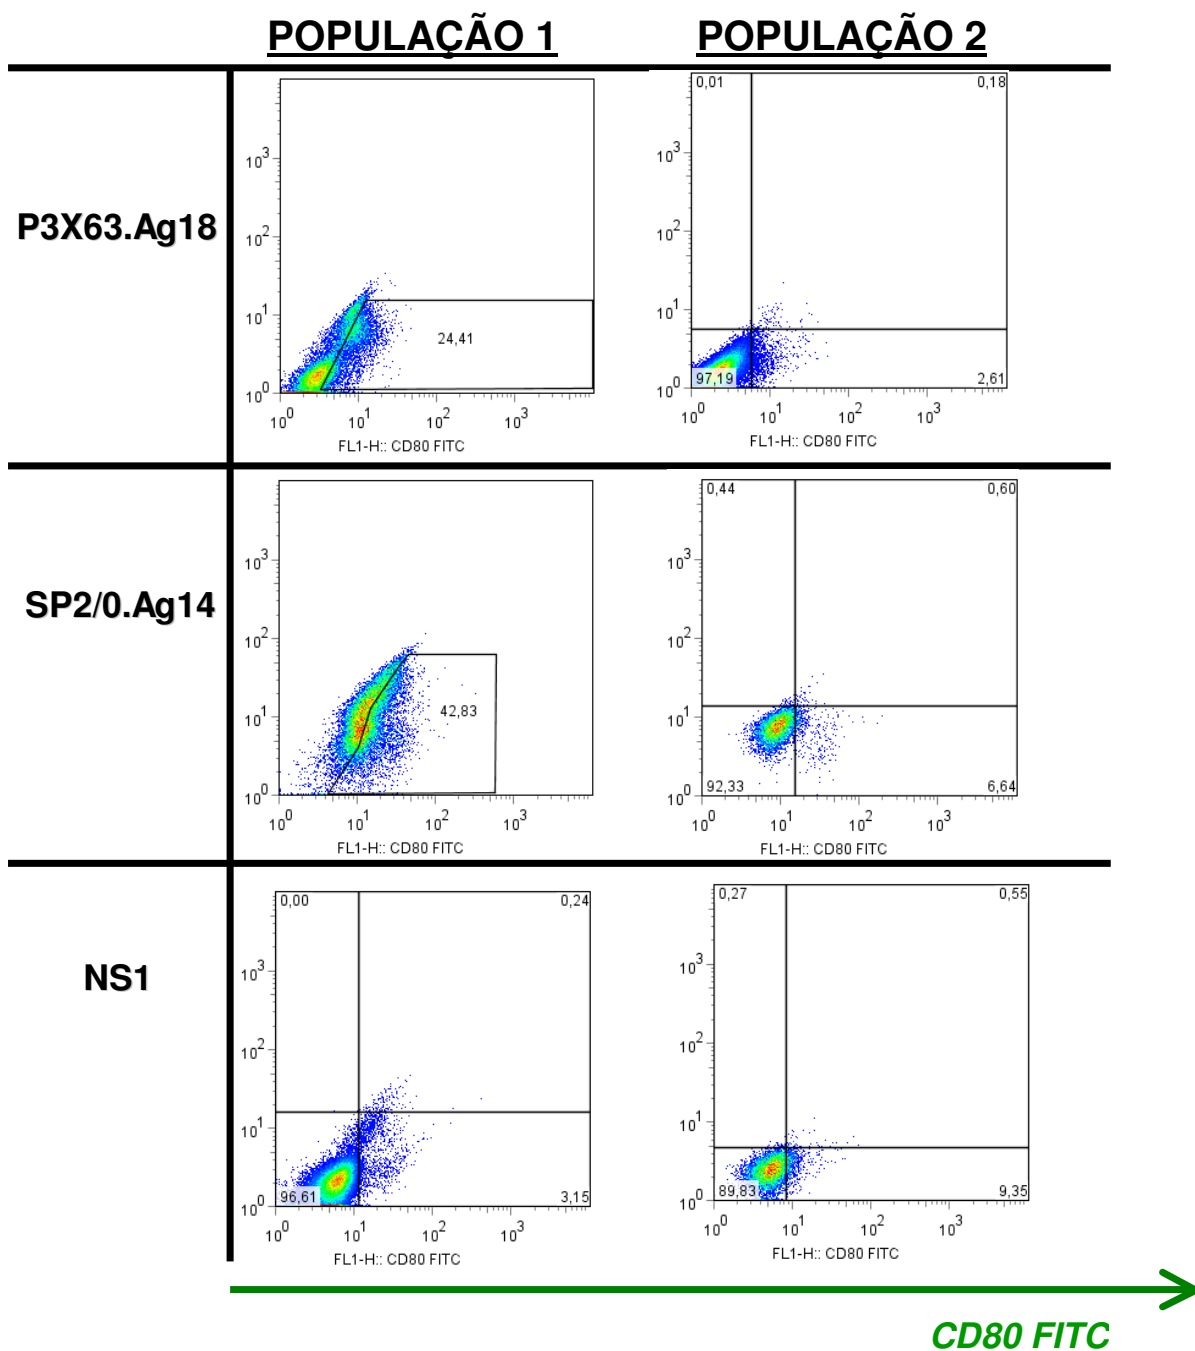 POPULAÇÃO 1 POPULAÇÃO 2
P3X63.Ag18
10^3
10^2
10^1
10^0
24,41
10^0 10^1 10^2 10^3
FL1-H:: CD80 FITC
0,01 0,18
10^3
10^2
10^1
10^0
97,19 2,61
10^0 10^1 10^2 10^3
FL1-H:: CD80 FITC
SP2/0.Ag14
10^3
10^2
10^1
10^0
42,83
10^0 10^1 10^2 10^3
FL1-H:: CD80 FITC
0,44 0,60
10^3
10^2
10^1
10^0
92,33 6,64
10^0 10^1 10^2 10^3
FL1-H:: CD80 FITC
NS1
0,00 0,24
10^3
10^2
10^1
10^0
96,61 3,15
10^0 10^1 10^2 10^3
FL1-H:: CD80 FITC
0,27 0,55
10^3
10^2
10^1
10^0
89,83 9,35
10^0 10^1 10^2 10^3
FL1-H:: CD80 FITC
CD80 FITC